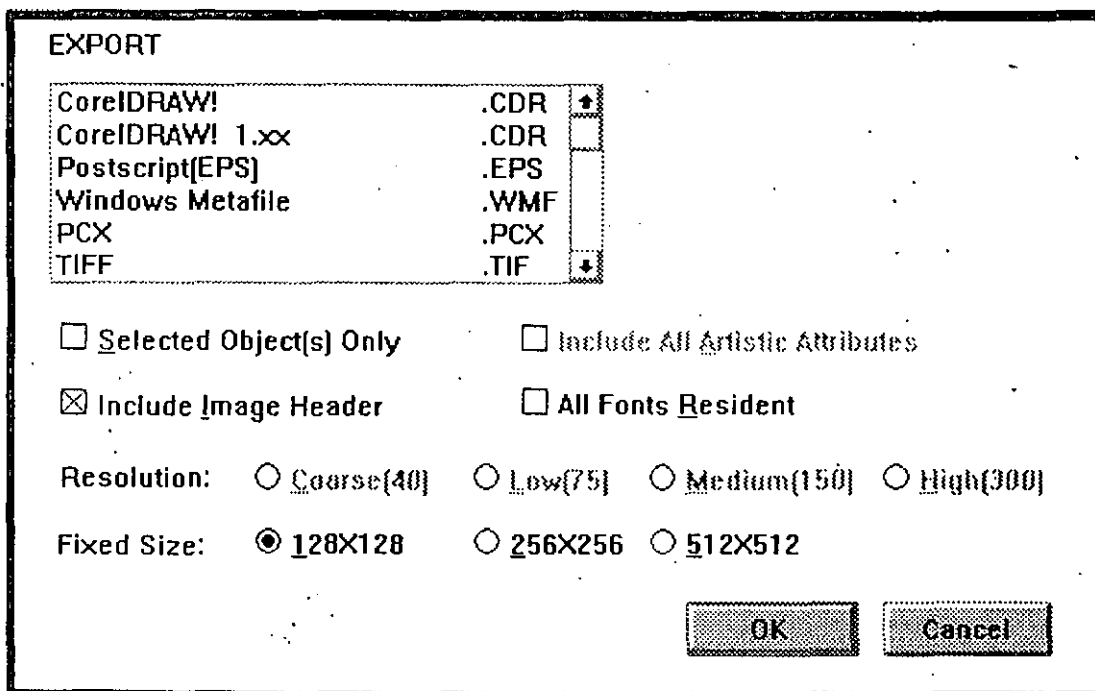 EXPORT
CorelDRAW! .CDR
CorelDRAW! 1.xx .CDR
Postscript(EPS) .EPS
Windows Metafile .WMF
PCX .PCX
TIFF .TIF
Selected Object(s) Only Include All Artistic Attributes
Include Image Header All Fonts Resident
Resolution: Coarse(40) Low(75) Medium(150) High(300)
Fixed Size: 128X128 256X256 512X512
OK Cancel